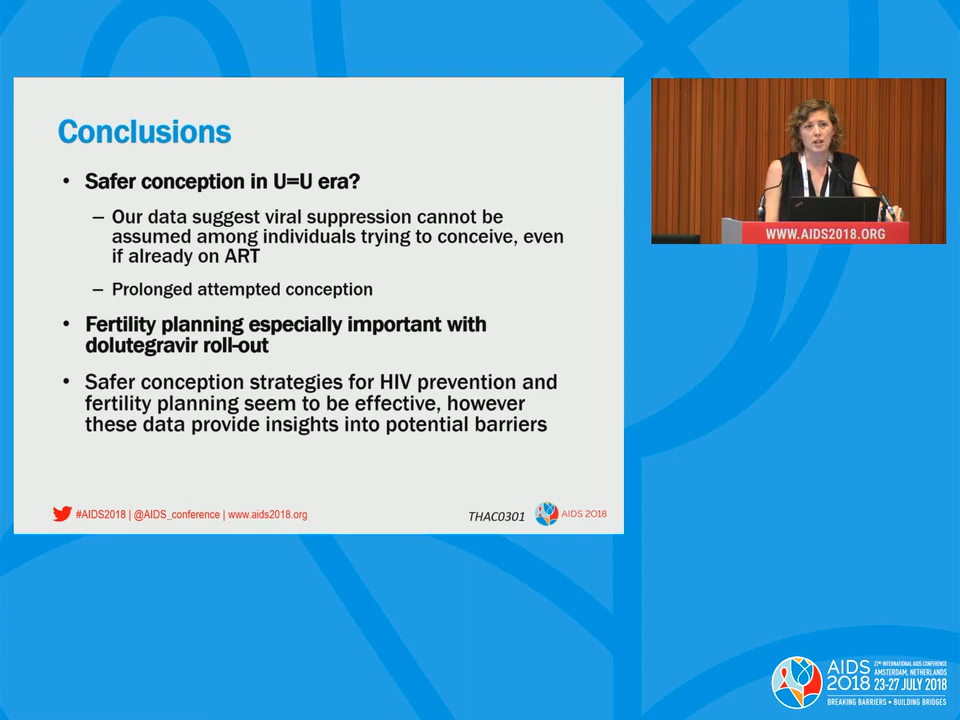 Conclusions
• Safer conception in U=U era?
– Our data suggest viral suppression cannot be
assumed among individuals trying to conceive, even
if already on ART
– Prolonged attempted conception
• Fertility planning especially important with
dolutegravir roll-out
• Safer conception strategies for HIV prevention and
fertility planning seem to be effective, however
these data provide insights into potential barriers
#AIDS2018 | @AIDS_conference | www.aids2018.org
THAC0301
AIDS 2018
WWW.AIDS2018.ORG
AIDS
2018
22ND INTERNATIONAL AIDS CONFERENCE
AMSTERDAM, NETHERLANDS
23-27 JULY 2018
BREAKING BARRIERS • BUILDING BRIDGES